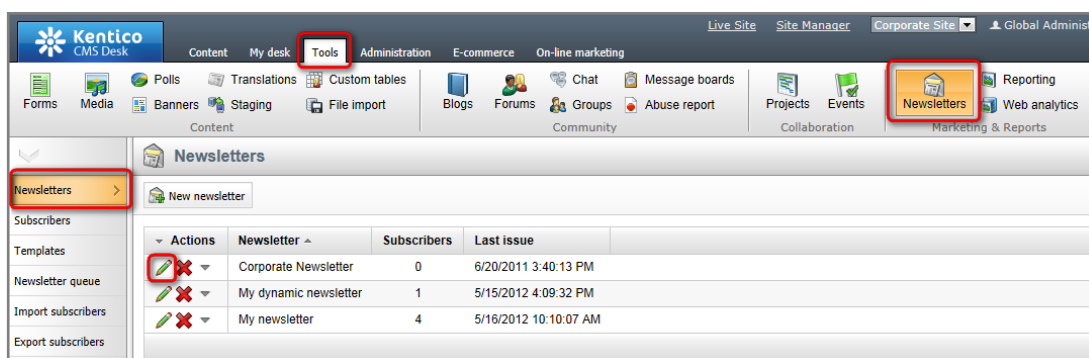 Live Site Site Manager Corporate Site Global Adminis
Kentico
CMS Desk
Content My desk Tools Administration E-commerce On-line marketing
Polls Translations Custom tables Chat Message boards Reporting
Forms Media Blogs Forums Projects Events Newsletters
Banners Staging File import Groups Abuse report Web analytics
Content Community Collaboration Marketing & Reports
Newsletters
Newsletters
New newsletter
Subscribers
Actions Newsletter Subscribers Last issue
Templates
Corporate Newsletter 0 6/20/2011 3:40:13 PM
Newsletter queue
My dynamic newsletter 1 5/15/2012 4:09:32 PM
Import subscribers
My newsletter 4 5/16/2012 10:10:07 AM
Export subscribers